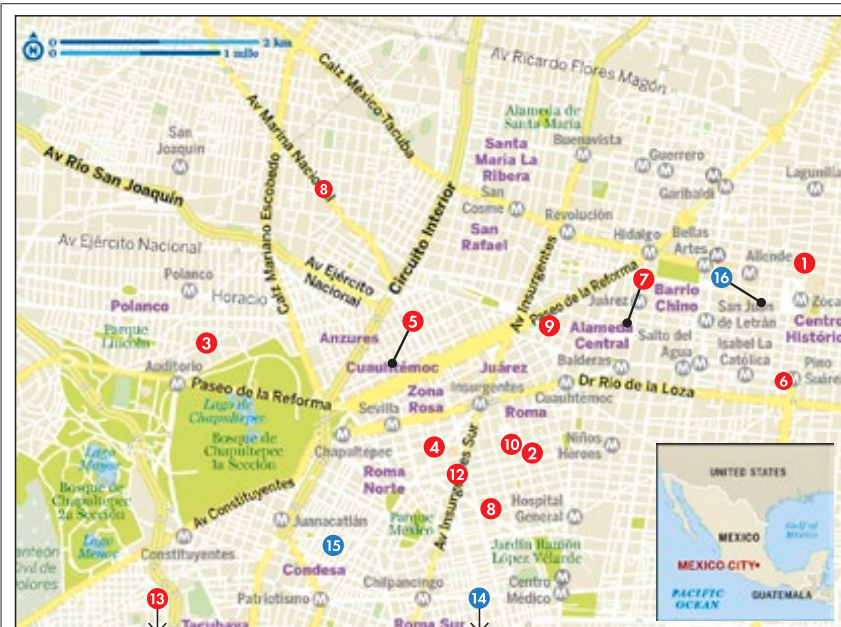 0 2 km
0 1 mile
N
Av Ricardo Flores Magón
Calz México-Tacuba
Av Marina Nacional
Alameda de
Santa María
Buenavista
San
Joaquín
M
Santa
María La
Ribera
Guerrero
Av Río San Joaquín
Calz Mariano Escobedo
8
San
Cosme
Garibaldi
Lagunilla
Circuito Interior
Revolución
San
Rafael
Hidalgo
Bellas
Artes
Allende
1
Av Ejército Nacional
Av Ejército
Nacional
Av Insurgentes
Paseo de la Reforma
7
16
Polanco
Horacio
Juárez
Barrio
Chino
San Juan
de Letrán
Zóca
Centro
Históric
Polanco
Parque
Lincoln
3
Anzures
5
9
Alameda
Central
Salto del
Agua
Isabel La
Católica
Pino
Suáre
6
Auditorio
Cuauhtémoc
Juárez
Balderas
Paseo de la Reforma
Zona
Rosa
Insurgentes
Cuauhtémoc
Dr Río de la Loza
Sevilla
Roma
Lago de
Chapultepec
Bosque de
Chapultepec
1a Sección
Chapultepec
4
10
2
Niños
Héroes
Lago
Mayor
Bosque de
Chapultepec
2a Sección
Roma
Norte
12
Av Insurgentes Sur
8
Hospital
General
Av Constituyentes
Juanacatlán
Parque
México
Lago
Menor
Constituyentes
15
Jardín Ramón
López Velarde
anteón
Civil de
olores
Condesa
Chilpancingo
Centro
Médico
13
Patriotismo
14
Tacubaya
Roma Sur
UNITED STATES
Gulf of
Mexico
MEXICO
MEXICO CITY
PACIFIC
OCEAN
GUATEMALA